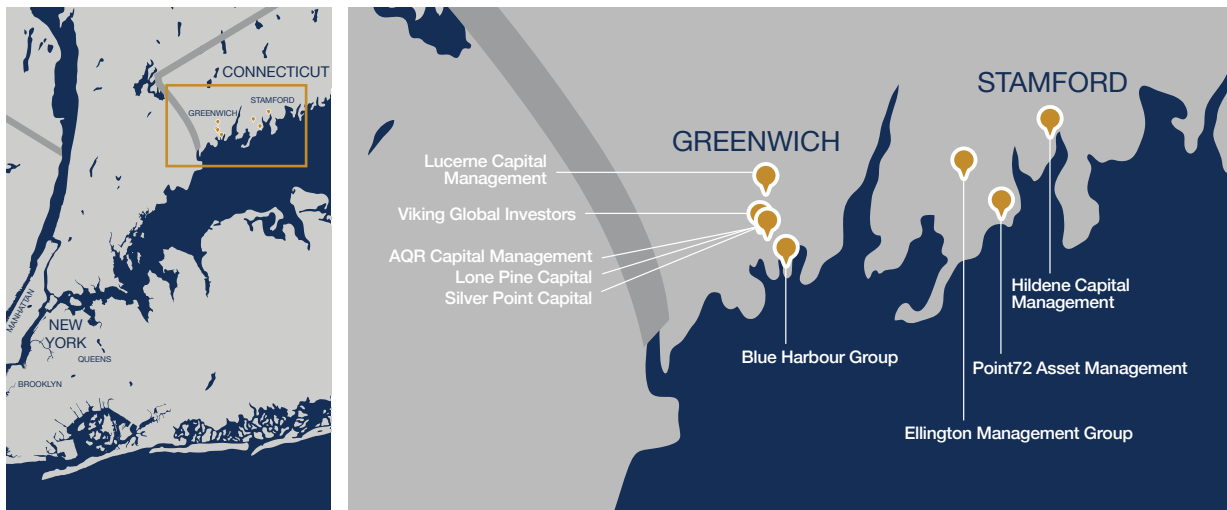 CONNECTICUT
STAMFORD
GREENWICH
MANHATTAN
NEW
YORK
QUEENS
BROOKLYN
STAMFORD
GREENWICH
Lucerne Capital
Management
Viking Global Investors
AQR Capital Management
Lone Pine Capital
Silver Point Capital
Blue Harbour Group
Hildene Capital
Management
Point72 Asset Management
Ellington Management Group